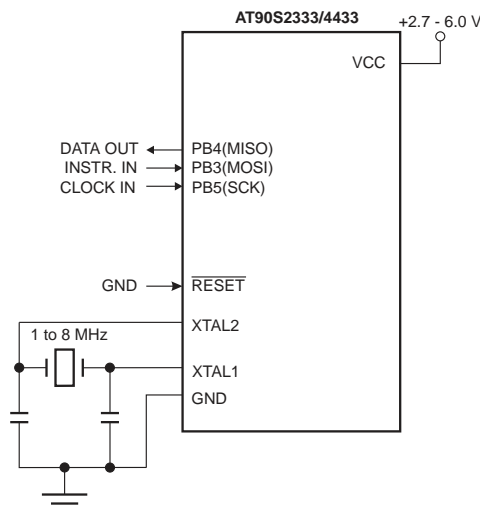 AT90S2333/4433
+2.7 - 6.0 V
VCC
DATA OUT PB4(MISO)
INSTR. IN PB3(MOSI)
CLOCK IN PB5(SCK)
GND RESET
XTAL2
1 to 8 MHz
XTAL1
GND